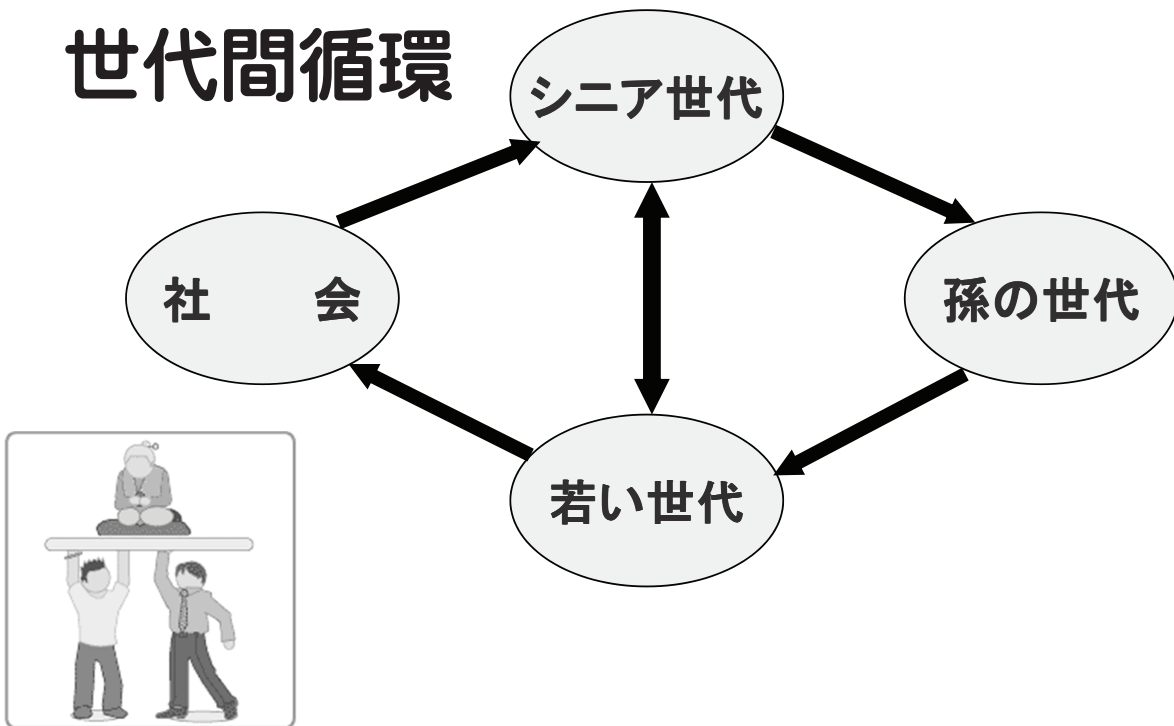 世代間循環
シニア世代
社　　会
孫の世代
若い世代